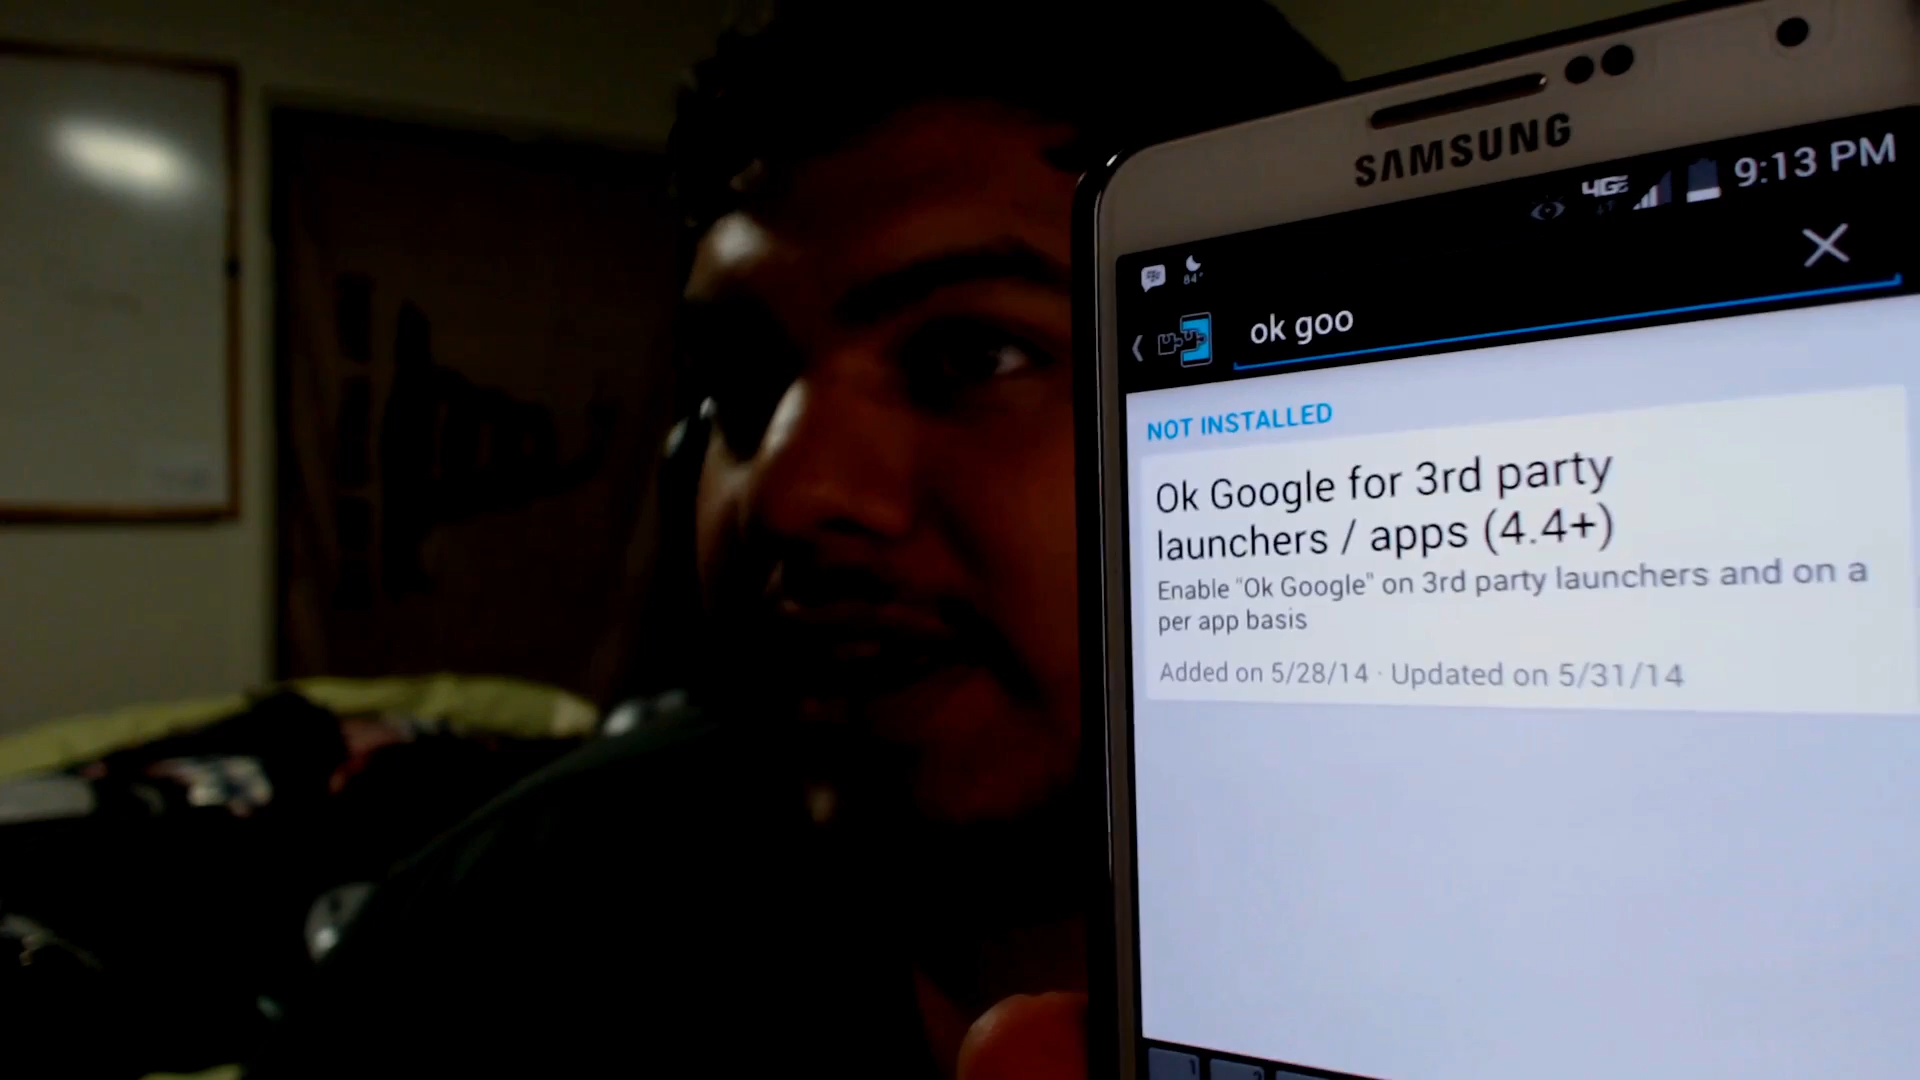 SAMSUNG
4G 9:13 PM
84°
ok goo
NOT INSTALLED
Ok Google for 3rd party
launchers / apps (4.4+)
Enable "Ok Google" on 3rd party launchers and on a
per app basis
Added on 5/28/14 · Updated on 5/31/14